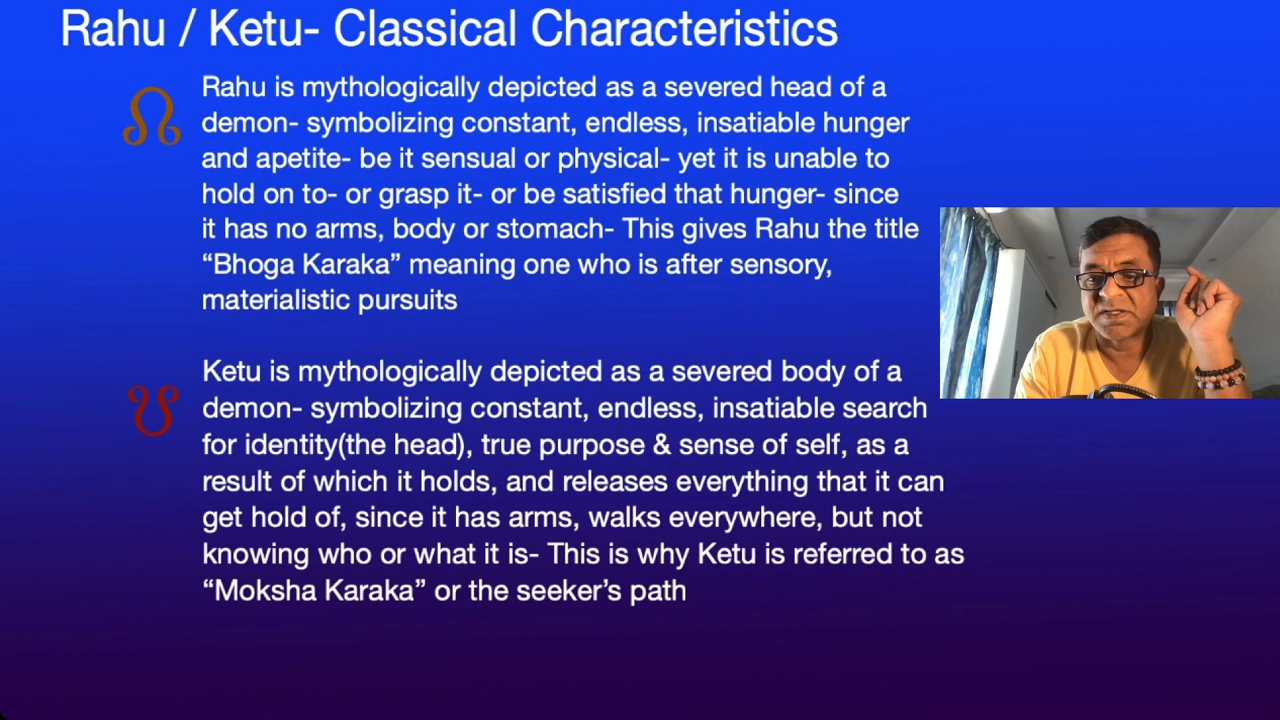 Rahu / Ketu- Classical Characteristics
Rahu is mythologically depicted as a severed head of a
demon- symbolizing constant, endless, insatiable hunger
and apetite- be it sensual or physical- yet it is unable to
hold on to- or grasp it- or be satisfied that hunger- since
it has no arms, body or stomach- This gives Rahu the title
“Bhoga Karaka” meaning one who is after sensory,
materialistic pursuits
Ketu is mythologically depicted as a severed body of a
demon- symbolizing constant, endless, insatiable search
for identity(the head), true purpose & sense of self, as a
result of which it holds, and releases everything that it can
get hold of, since it has arms, walks everywhere, but not
knowing who or what it is- This is why Ketu is referred to as
“Moksha Karaka” or the seeker’s path